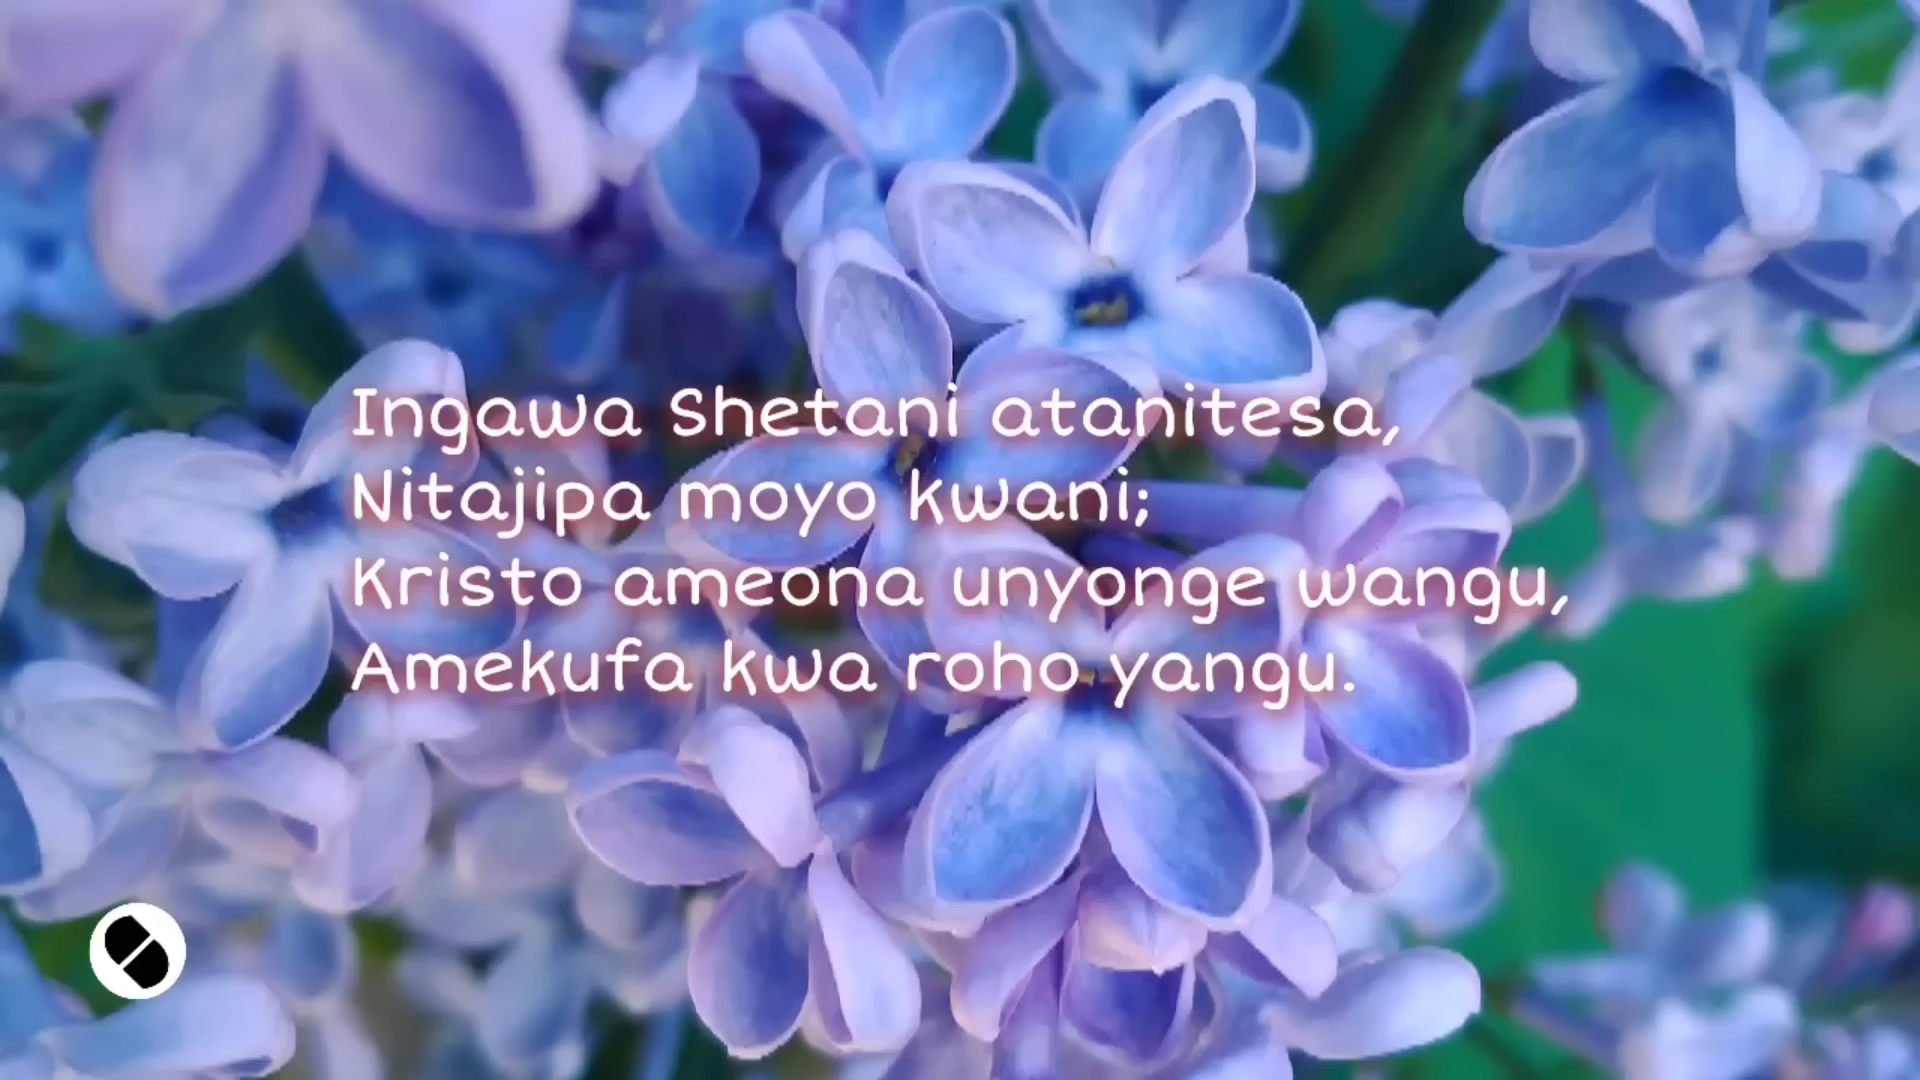 Ingawa Shetani atanitesa,
Nitajipa moyo kwani;
Kristo ameona unyonge wangu,
Amekufa kwa roho yangu.